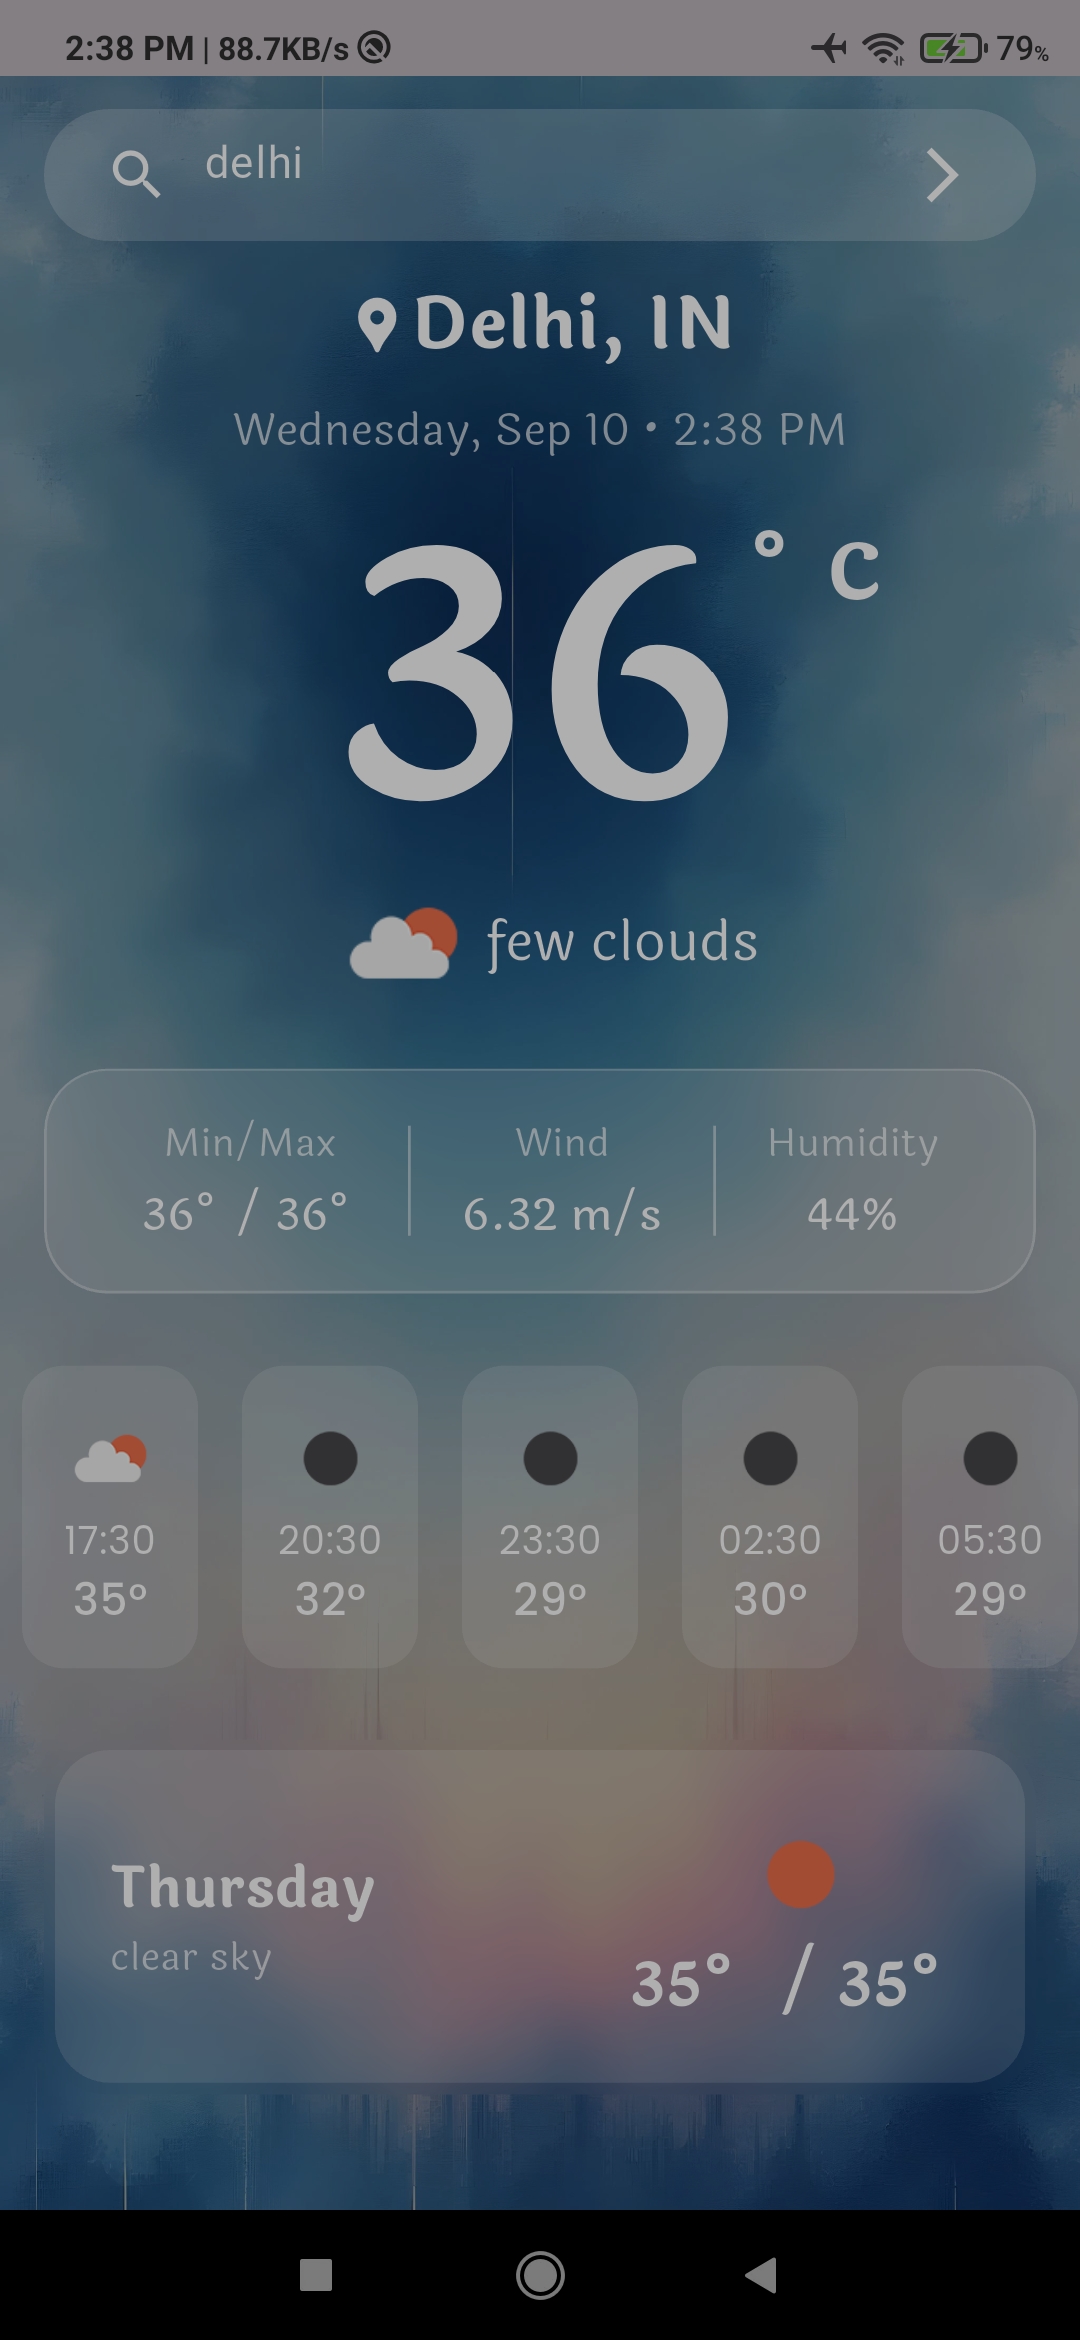 2:38 PM | 88.7KB/s 79%
delhi
Delhi, IN
Wednesday, Sep 10 • 2:38 PM
36° c
few clouds
Min/Max Wind Humidity
36° / 36° 6.32 m/s 44%
17:30 20:30 23:30 02:30 05:30
35° 32° 29° 30° 29°
Thursday
clear sky
35° / 35°